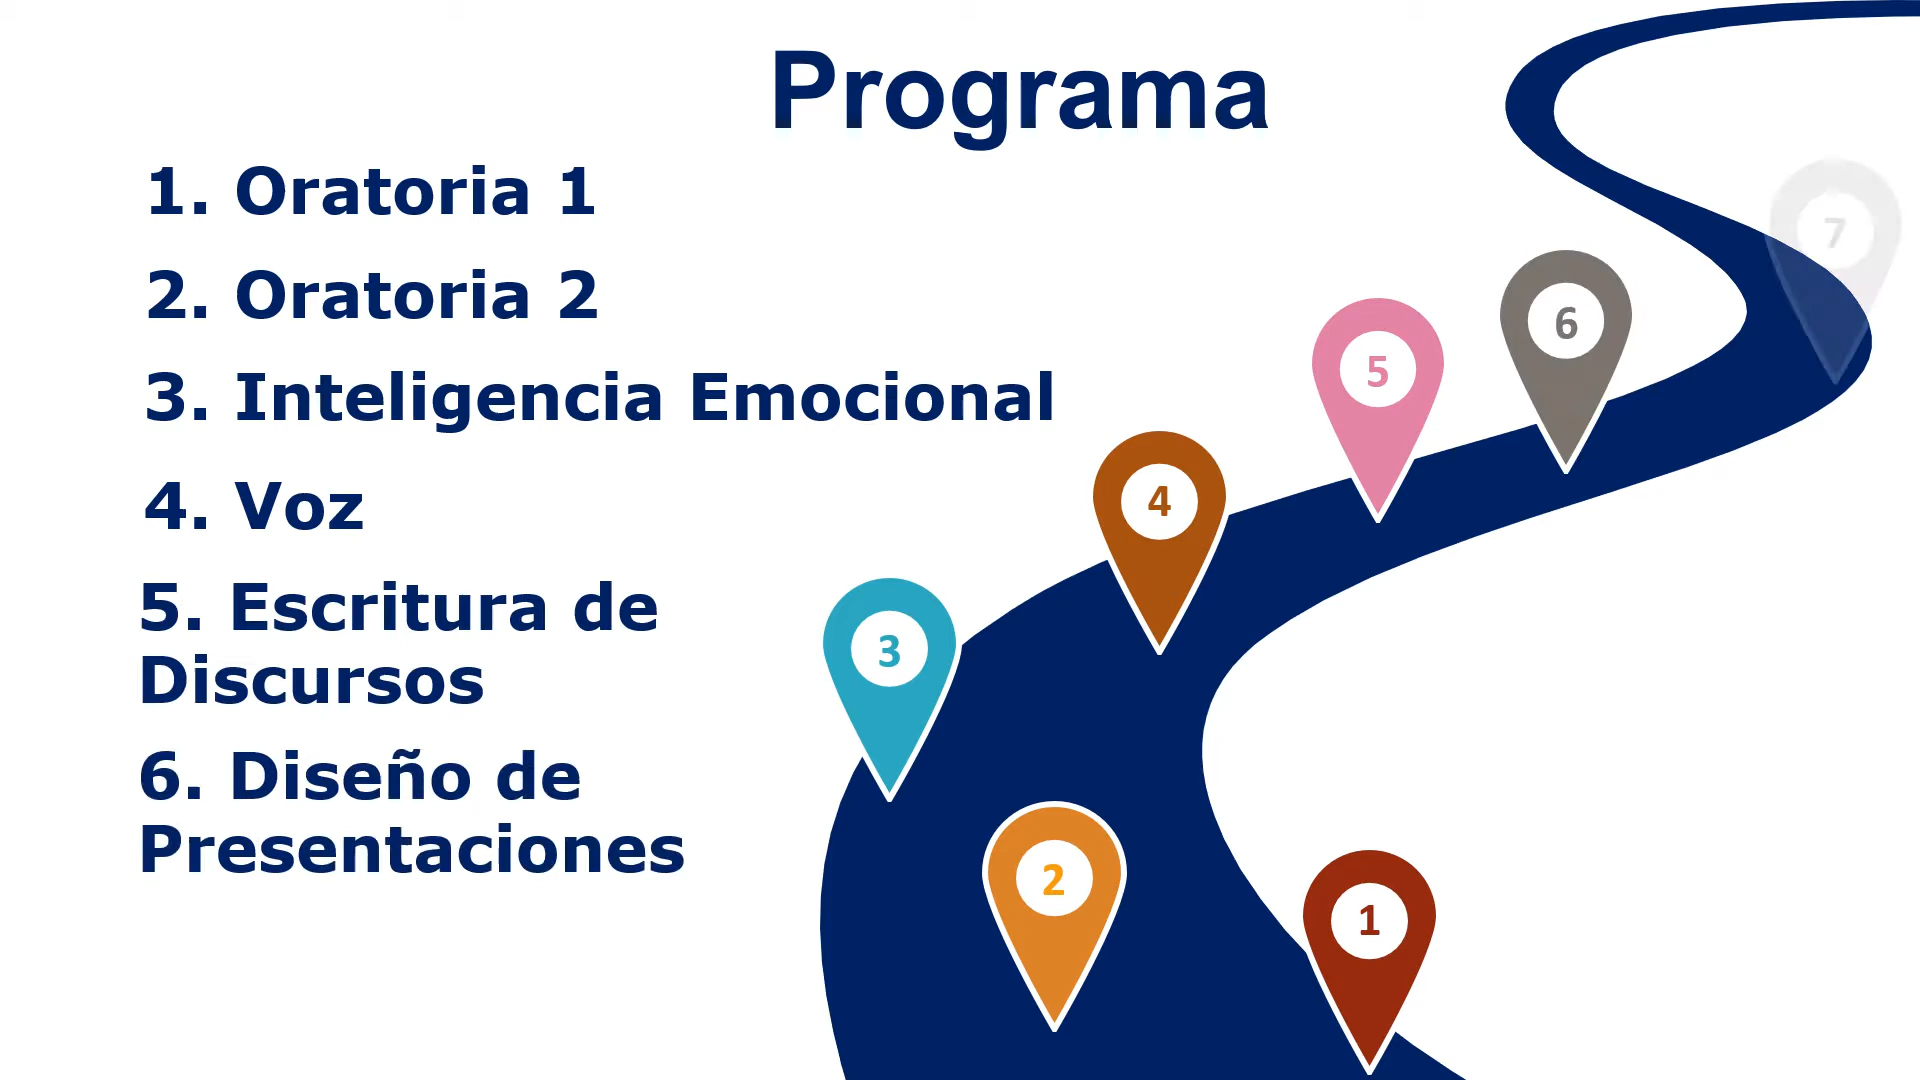 Programa
1. Oratoria 1
2. Oratoria 2
3. Inteligencia Emocional
4. Voz
5. Escritura de
Discursos
6. Diseño de
Presentaciones
7
6
5
4
3
2
1